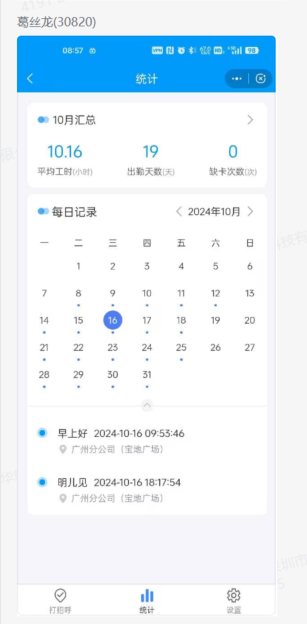 葛丝龙(30820)
08:57
统计
10月汇总
10.16 19 0
平均工时(小时) 出勤天数(天) 缺卡次数(次)
每日记录 2024年10月
一 二 三 四 五 六 日
1 2 3 4 5 6
7 8 9 10 11 12 13
14 15 16 17 18 19 20
21 22 23 24 25 26 27
28 29 30 31
早上好 2024-10-16 09:53:46
广州分公司（宝地广场）
明儿见 2024-10-16 18:17:54
广州分公司（宝地广场）
打招呼 统计 设置